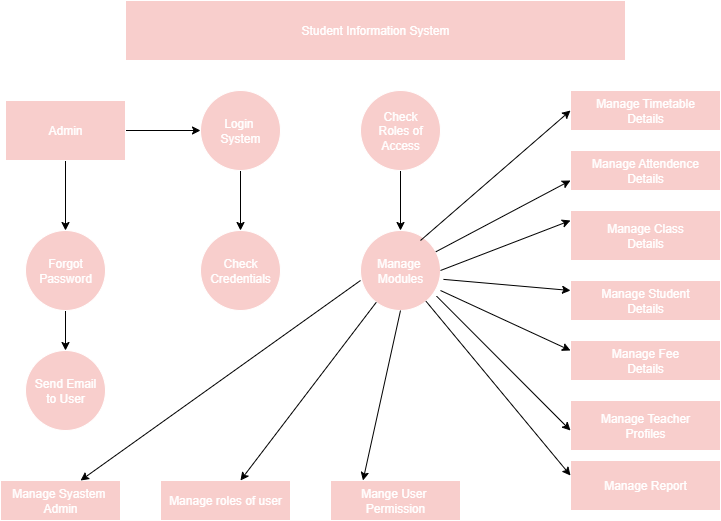 Student Information System
Admin
Login
System
Check
Roles of
Access
Manage Timetable
Details
Manage Attendence
Details
Manage Class
Details
Forgot
Password
Check
Credentials
Manage
Modules
Manage Student
Details
Manage Fee
Details
Send Email
to User
Manage Teacher
Profiles
Manage Report
Manage Syastem
Admin
Manage roles of user
Mange User
Permission